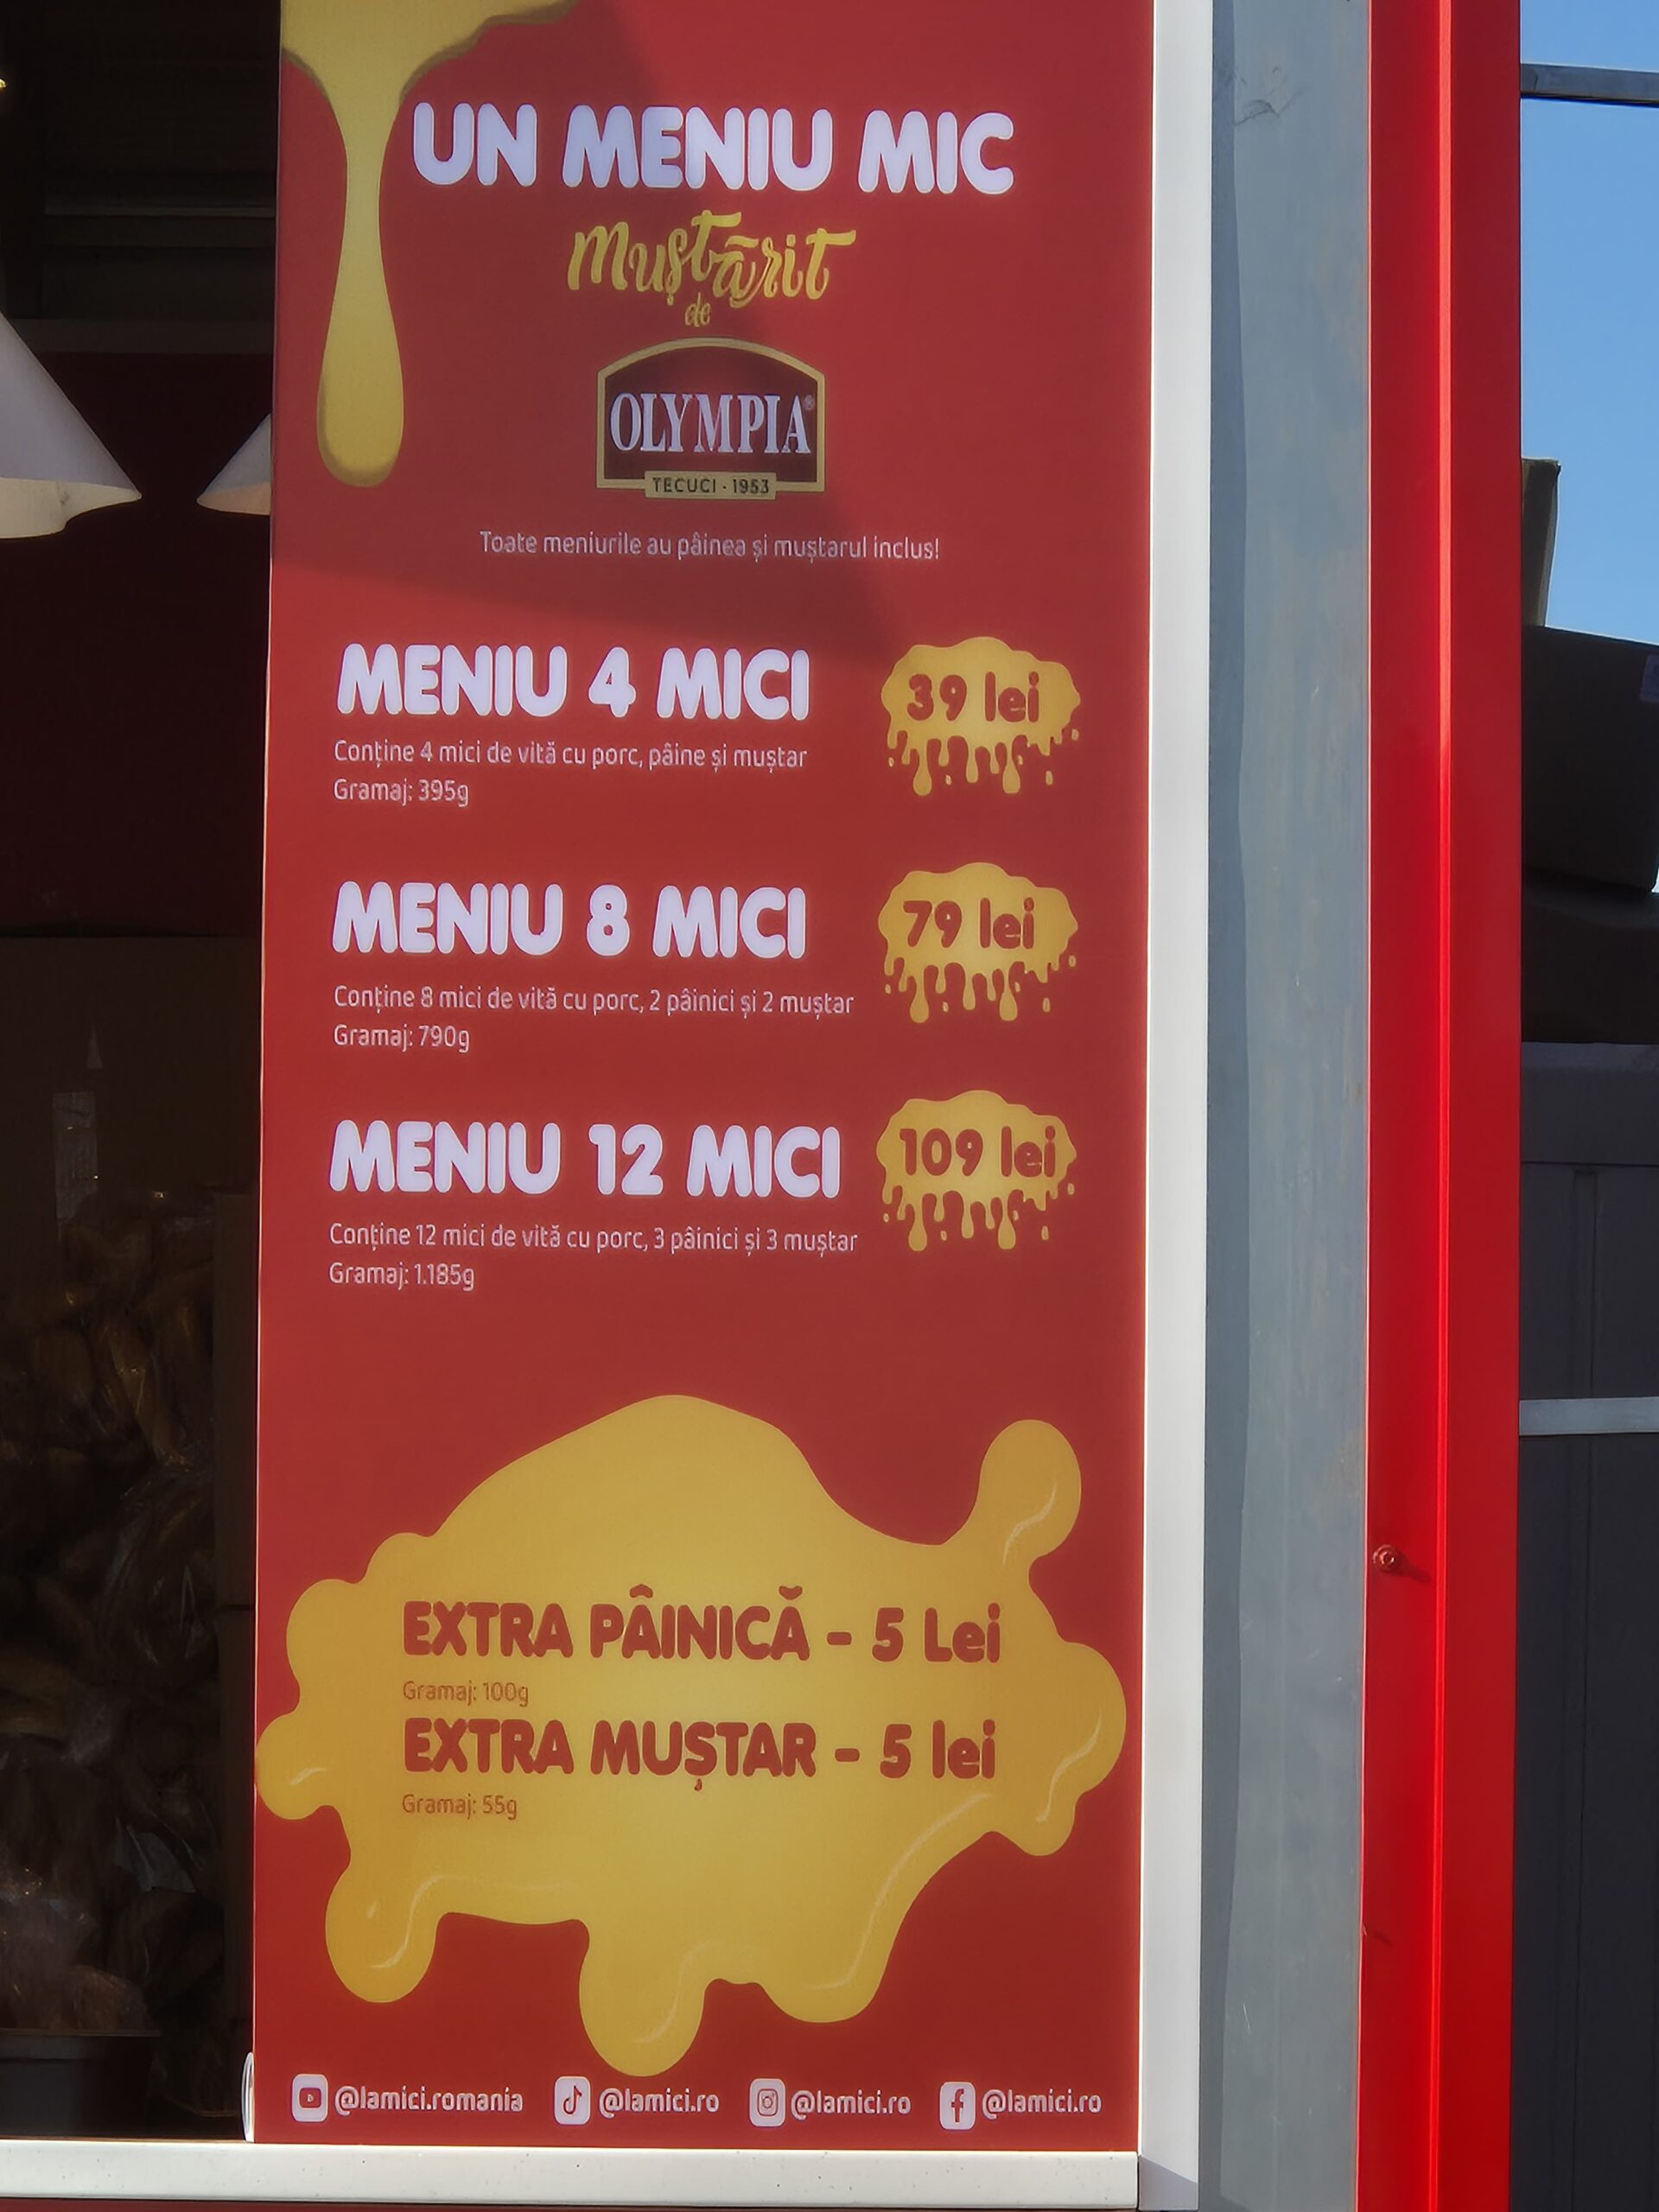 UN MENIU MIC
Muștărit
de
OLYMPIA®
TECUCI - 1953
Toate meniurile au pâinea și muștarul inclus!
MENIU 4 MICI
39 lei
Conține 4 mici de vită cu porc, pâine și muștar
Gramaj: 395g
MENIU 8 MICI
79 lei
Conține 8 mici de vită cu porc, 2 pâinici și 2 muștar
Gramaj: 790g
MENIU 12 MICI
109 lei
Conține 12 mici de vită cu porc, 3 pâinici și 3 muștar
Gramaj: 1.185g
EXTRA PÂINICĂ - 5 Lei
Gramaj: 100g
EXTRA MUȘTAR - 5 lei
Gramaj: 55g
@lamici.romania @lamici.ro @lamici.ro @lamici.ro